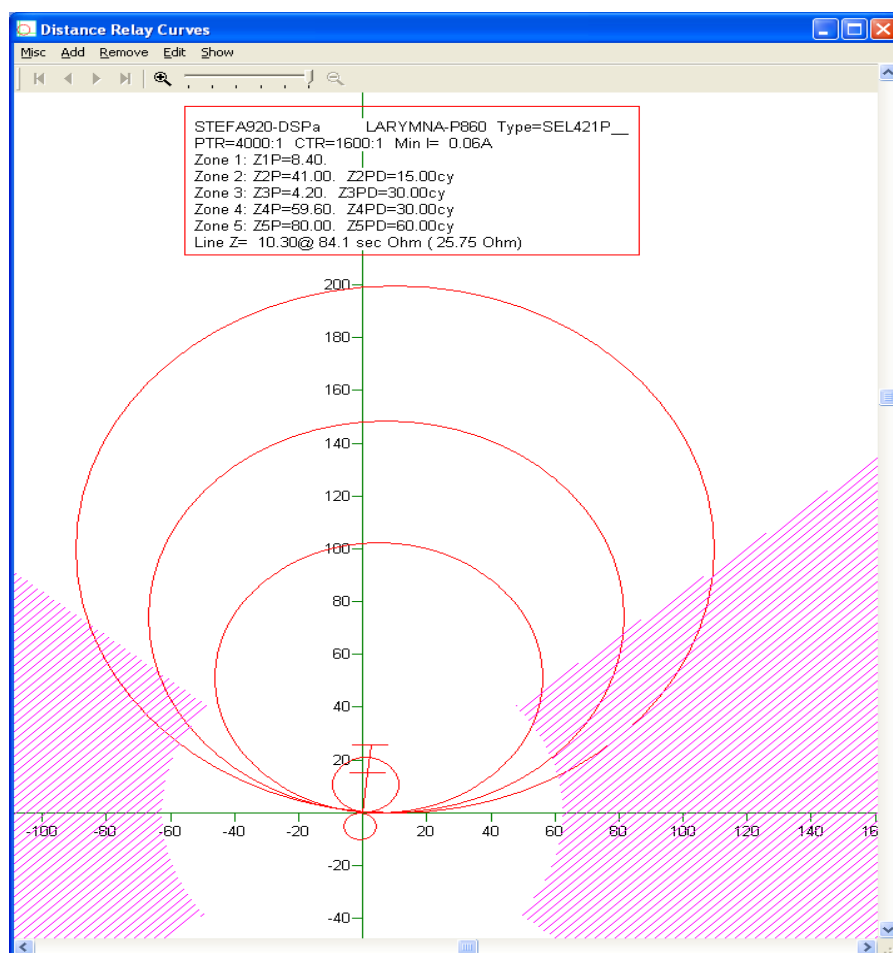 Distance Relay Curves
Misc Add Remove Edit Show
STEFA920-DSPa LARYMNA-P860 Type=SEL421P__
PTR=4000:1 CTR=1600:1 Min I= 0.06A
Zone 1: Z1P=8.40.
Zone 2: Z2P=41.00. Z2PD=15.00cy
Zone 3: Z3P=4.20. Z3PD=30.00cy
Zone 4: Z4P=59.60. Z4PD=30.00cy
Zone 5: Z5P=80.00. Z5PD=60.00cy
Line Z= 10.30@ 84.1 sec Ohm ( 25.75 Ohm)
200
180
160
140
120
100
80
60
40
20
-100 -80 -60 -40 -20 20 40 60 80 100 120 140 16
-20
-40